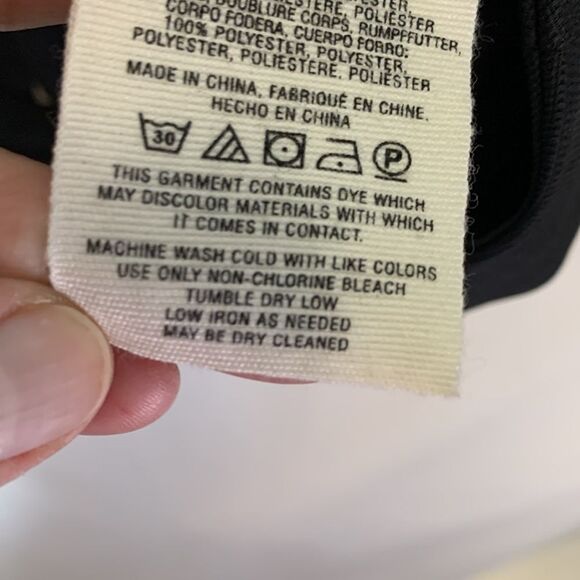 POLIÉSTER
DOUBLURE CORPS, RUMPFFUTTER,
CORPO FODERA, CUERPO FORRO:
100% POLYESTER, POLYESTER,
POLYESTER, POLIESTERE, POLIÉSTER
MADE IN CHINA, FABRIQUÉ EN CHINE,
HECHO EN CHINA
30 P
THIS GARMENT CONTAINS DYE WHICH
MAY DISCOLOR MATERIALS WITH WHICH
IT COMES IN CONTACT.
MACHINE WASH COLD WITH LIKE COLORS
USE ONLY NON-CHLORINE BLEACH
TUMBLE DRY LOW
LOW IRON AS NEEDED
MAY BE DRY CLEANED